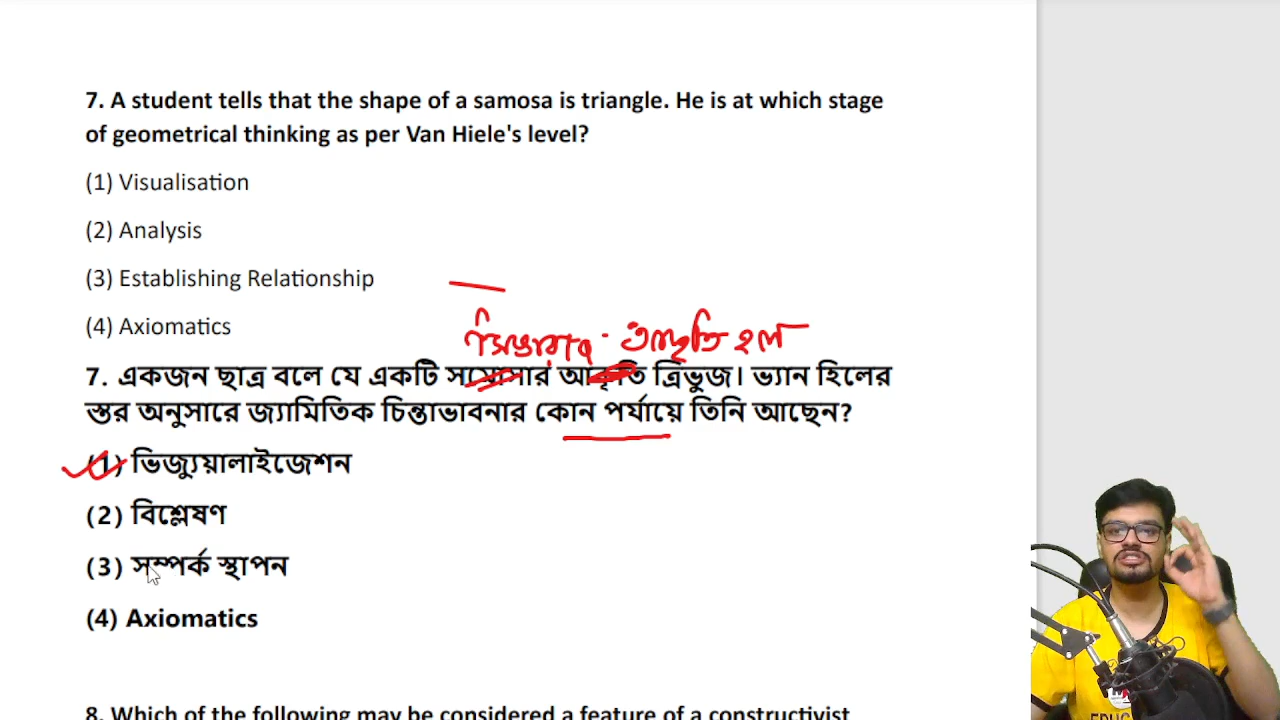 7. A student tells that the shape of a samosa is triangle. He is at which stage
of geometrical thinking as per Van Hiele's level?
(1) Visualisation
(2) Analysis
(3) Establishing Relationship
(4) Axiomatics
আকৃতি হল
7. একজন ছাত্র বলে যে একটি সমোসার আকৃতি ত্রিভুজ। ভ্যান হিলের
স্তর অনুসারে জ্যামিতিক চিন্তাভাবনার কোন পর্যায়ে তিনি আছেন?
(1) ভিজ্যুয়ালাইজেশন
(2) বিশ্লেষণ
(3) সম্পর্ক স্থাপন
(4) Axiomatics
8. Which of the following may be considered a feature of a constructivist